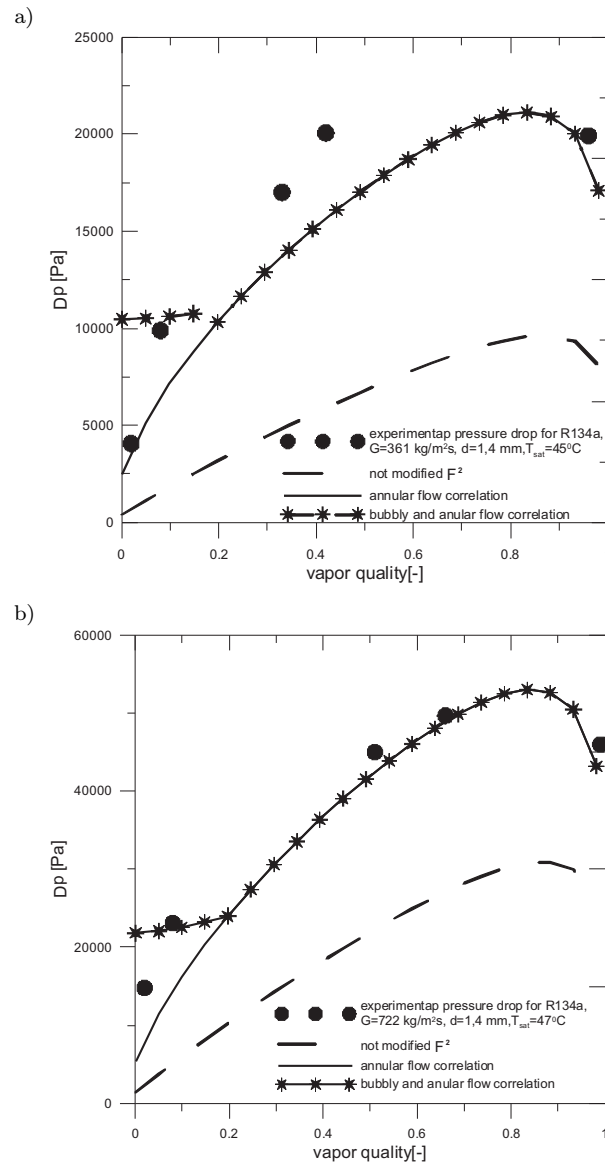 a)
25000
20000
15000
10000
5000
0
Dp [Pa]
experimentap pressure drop for R134a,
G=361 kg/m²s, d=1,4 mm,Tsat=45⁰C
not modified F²
annular flow correlation
bubbly and anular flow correlation
0 0.2 0.4 0.6 0.8
vapor quality[-]
b)
60000
40000
20000
0
Dp [Pa]
experimentap pressure drop for R134a,
G=722 kg/m²s, d=1,4 mm,Tsat=47⁰C
not modified F²
annular flow correlation
bubbly and anular flow correlation
0 0.2 0.4 0.6 0.8 1
vapor quality[-]